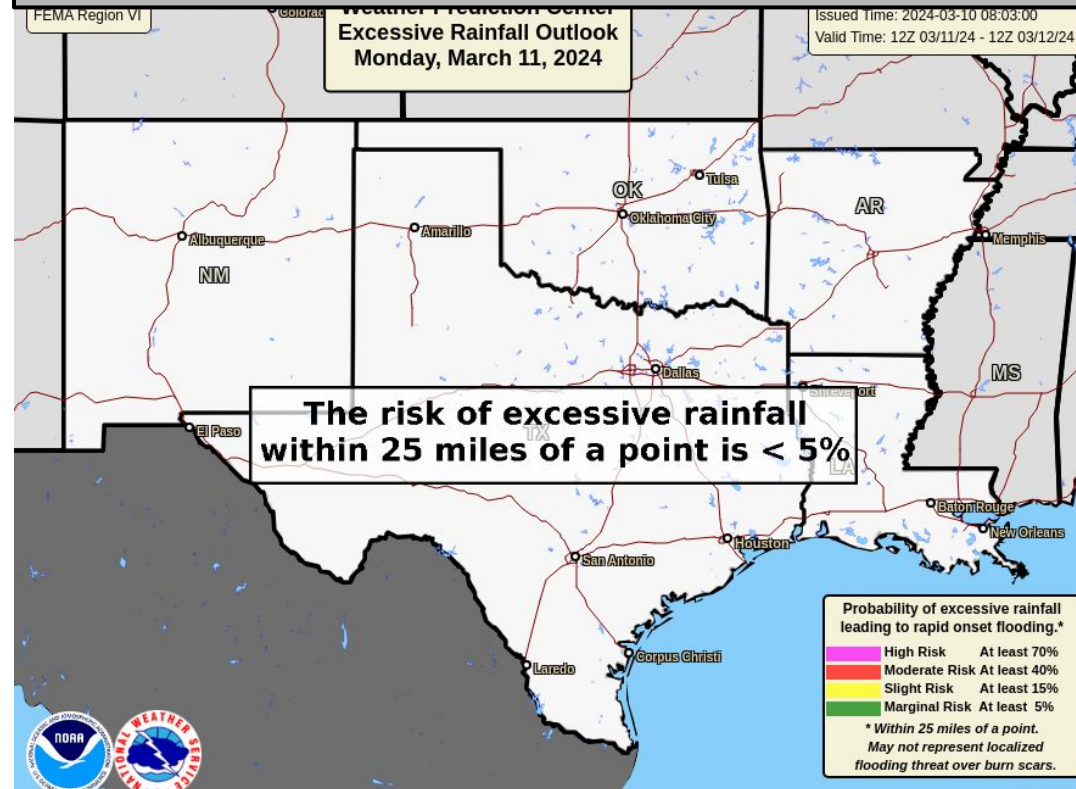 FEMA Region VI
Weather Prediction Center
Excessive Rainfall Outlook
Monday, March 11, 2024
Issued Time: 2024-03-10 08:03:00
Valid Time: 12Z 03/11/24 - 12Z 03/12/24
Colorad
Tulsa
OK
Oklahoma City
AR
Albuquerque
Amarillo
Memphis
NM
Dallas
MS
Shreveport
The risk of excessive rainfall
within 25 miles of a point is < 5%
El Paso
TX
LA
Baton Rouge
New Orleans
Houston
San Antonio
Corpus Christi
Laredo
Probability of excessive rainfall
leading to rapid onset flooding.*
High Risk At least 70%
Moderate Risk At least 40%
Slight Risk At least 15%
Marginal Risk At least 5%
* Within 25 miles of a point.
May not represent localized
flooding threat over burn scars.
NOAA
NATIONAL WEATHER SERVICE